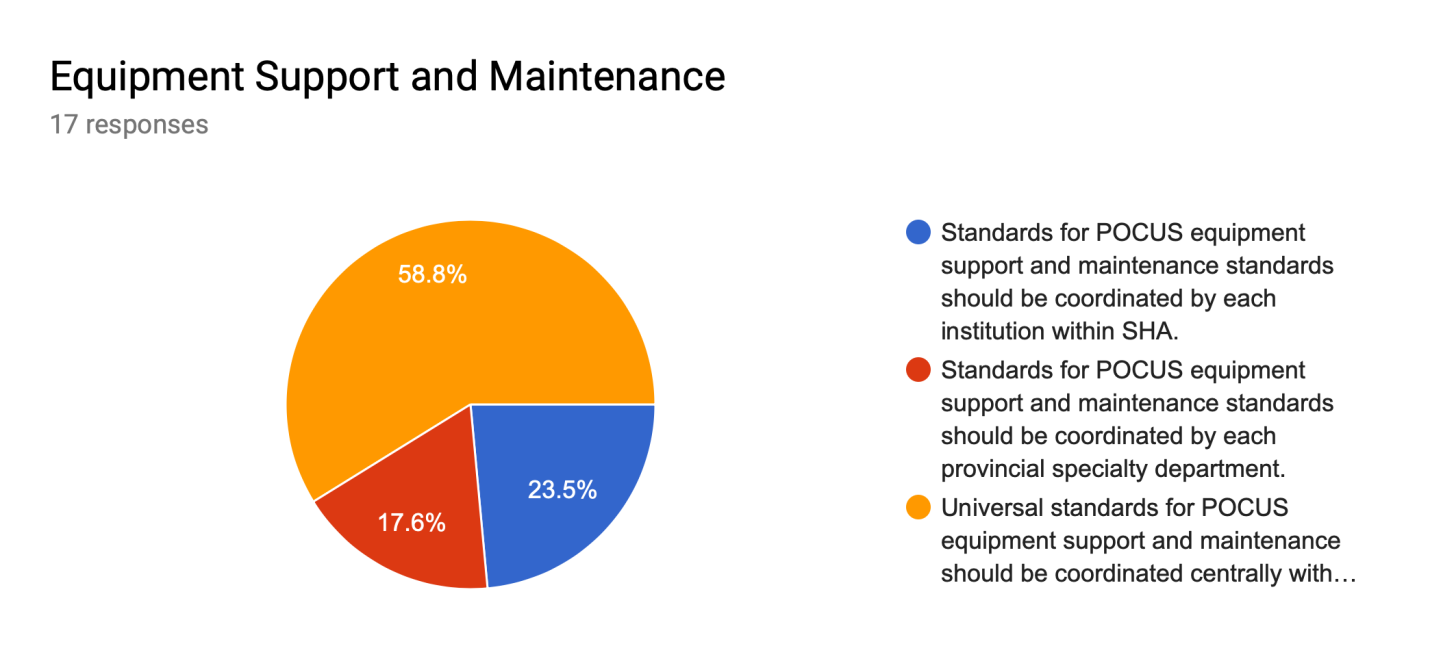 Equipment Support and Maintenance
17 responses
58.8%
23.5%
17.6%
Standards for POCUS equipment
support and maintenance standards
should be coordinated by each
institution within SHA.
Standards for POCUS equipment
support and maintenance standards
should be coordinated by each
provincial specialty department.
Universal standards for POCUS
equipment support and maintenance
should be coordinated centrally with…